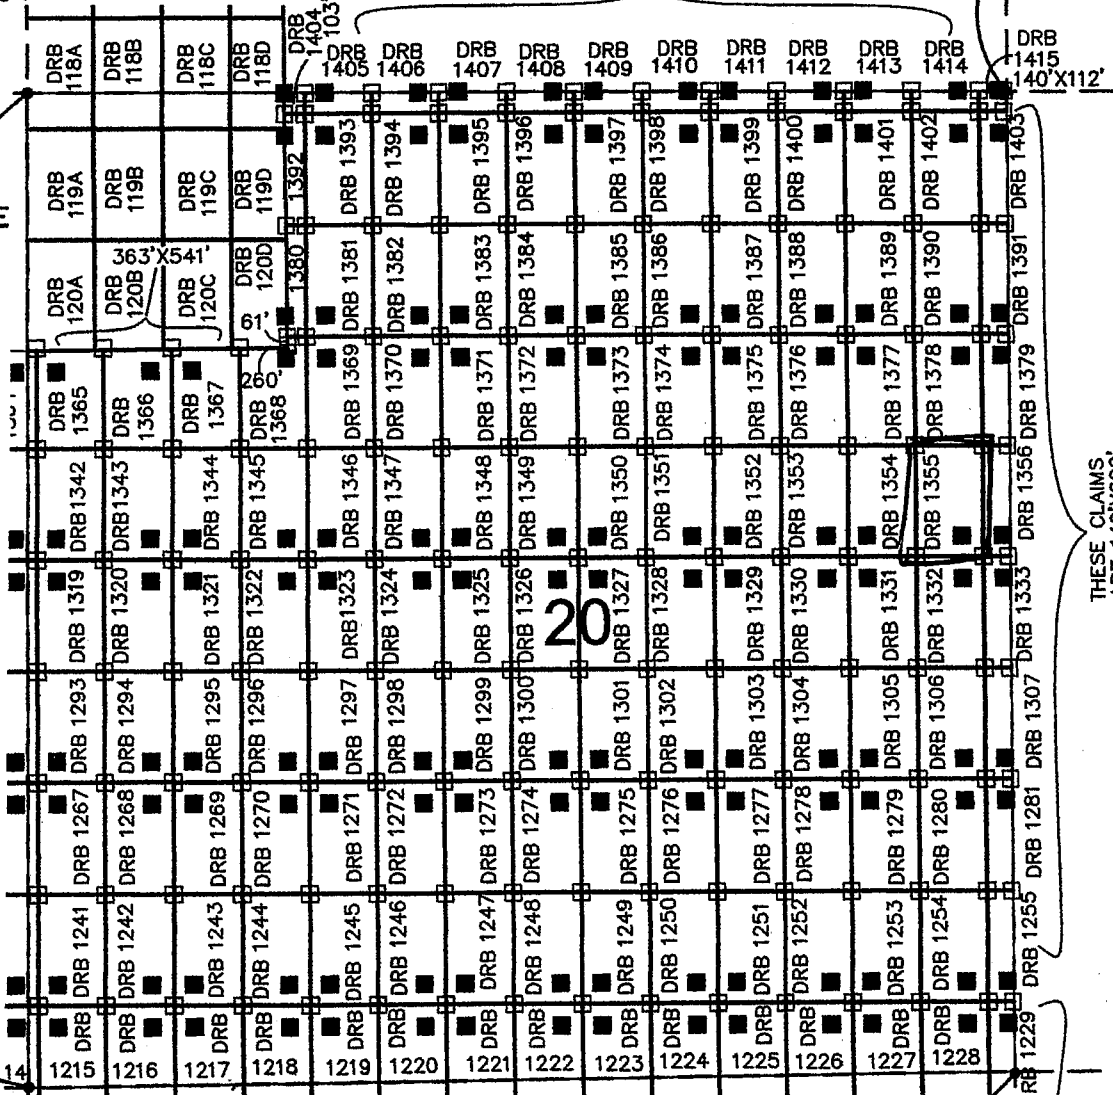 DRB 118A
DRB 118B
DRB 118C
DRB 118D
DRB 1404
103'
DRB 1405
DRB 1406
DRB 1407
DRB 1408
DRB 1409
DRB 1410
DRB 1411
DRB 1412
DRB 1413
DRB 1414
DRB 1415
140'X112'
DRB 119A
DRB 119B
DRB 119C
DRB 119D
1392
DRB 1393
DRB 1394
DRB 1395
DRB 1396
DRB 1397
DRB 1398
DRB 1399
DRB 1400
DRB 1401
DRB 1402
DRB 1403
363'X541'
DRB 120A
DRB 120B
DRB 120C
DRB 120D
1380
DRB 1381
DRB 1382
DRB 1383
DRB 1384
DRB 1385
DRB 1386
DRB 1387
DRB 1388
DRB 1389
DRB 1390
DRB 1391
61'
260'
DRB 1365
DRB 1366
DRB 1367
DRB 1368
DRB 1369
DRB 1370
DRB 1371
DRB 1372
DRB 1373
DRB 1374
DRB 1375
DRB 1376
DRB 1377
DRB 1378
DRB 1379
DRB 1342
DRB 1343
DRB 1344
DRB 1345
DRB 1346
DRB 1347
DRB 1348
DRB 1349
DRB 1350
DRB 1351
DRB 1352
DRB 1353
DRB 1354
DRB 1355
DRB 1356
THESE CLAIMS
DRB 1319
DRB 1320
DRB 1321
DRB 1322
DRB 1323
DRB 1324
DRB 1325
DRB 1326
20
DRB 1327
DRB 1328
DRB 1329
DRB 1330
DRB 1331
DRB 1332
DRB 1333
DRB 1293
DRB 1294
DRB 1295
DRB 1296
DRB 1297
DRB 1298
DRB 1299
DRB 1300
DRB 1301
DRB 1302
DRB 1303
DRB 1304
DRB 1305
DRB 1306
DRB 1307
DRB 1267
DRB 1268
DRB 1269
DRB 1270
DRB 1271
DRB 1272
DRB 1273
DRB 1274
DRB 1275
DRB 1276
DRB 1277
DRB 1278
DRB 1279
DRB 1280
DRB 1281
DRB 1241
DRB 1242
DRB 1243
DRB 1244
DRB 1245
DRB 1246
DRB 1247
DRB 1248
DRB 1249
DRB 1250
DRB 1251
DRB 1252
DRB 1253
DRB 1254
DRB 1255
14
DRB 1215
DRB 1216
DRB 1217
DRB 1218
DRB 1219
DRB 1220
DRB 1221
DRB 1222
DRB 1223
DRB 1224
DRB 1225
DRB 1226
DRB 1227
DRB 1228
RB 1229